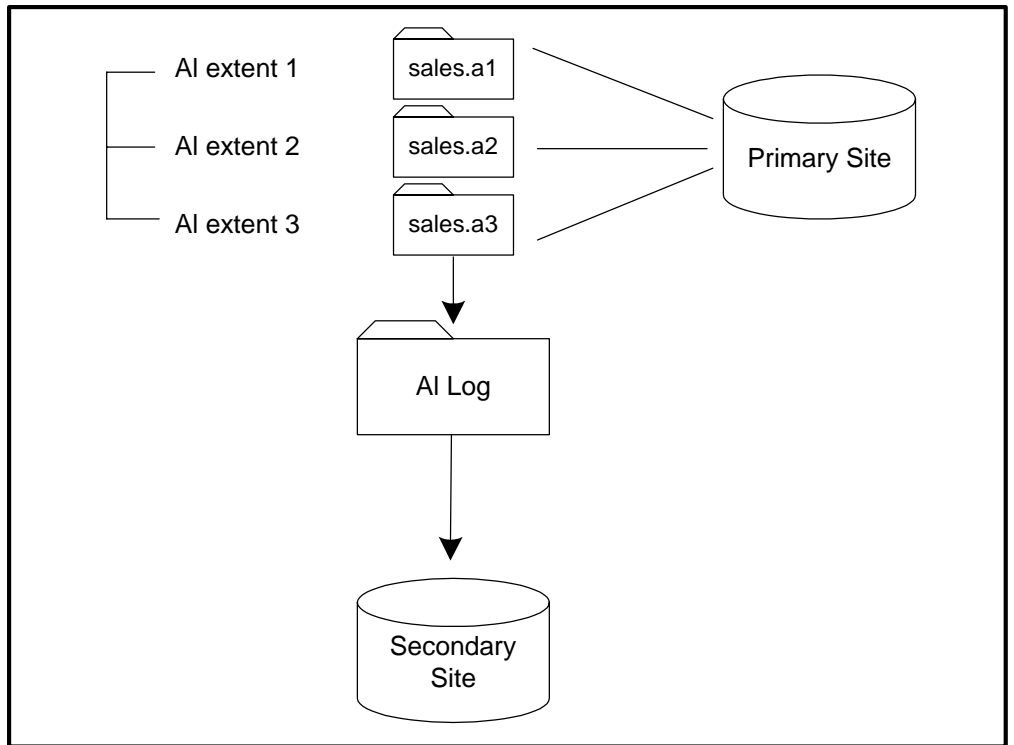 AI extent 1
sales.a1
AI extent 2
sales.a2
Primary Site
AI extent 3
sales.a3
AI Log
Secondary
Site